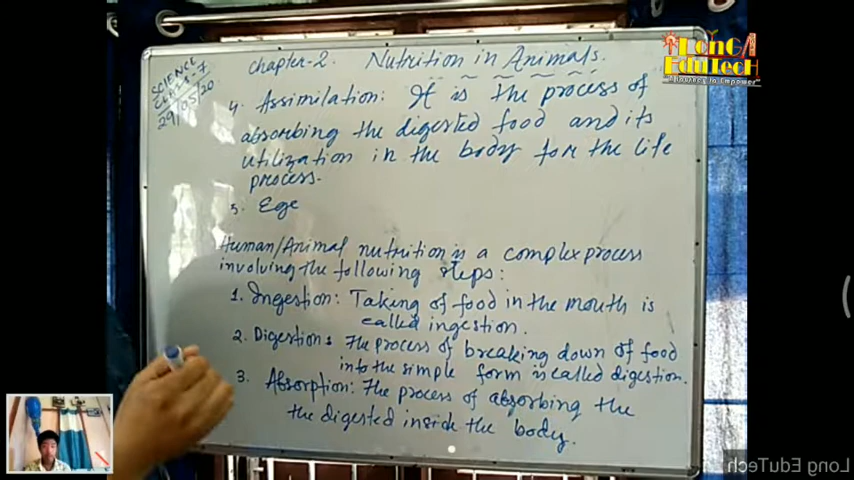 chapter-2. Nutrition in Animals.
SCIENCE
CLASS-7
29/05/20
4. Assimilation: It is the process of
absorbing the digested food and its
utilization in the body for the life
process.
5. Ege
Human/Animal nutrition is a complex process
involving the following steps:
1. Ingestion: Taking of food in the mouth is
called ingestion.
2. Digestion: The process of breaking down of food
into the simple form is called digestion.
3. Absorption: The process of absorbing the
the digested inside the body.
LonGA
EduTecH
"Journey to Empower"
Long EduTech